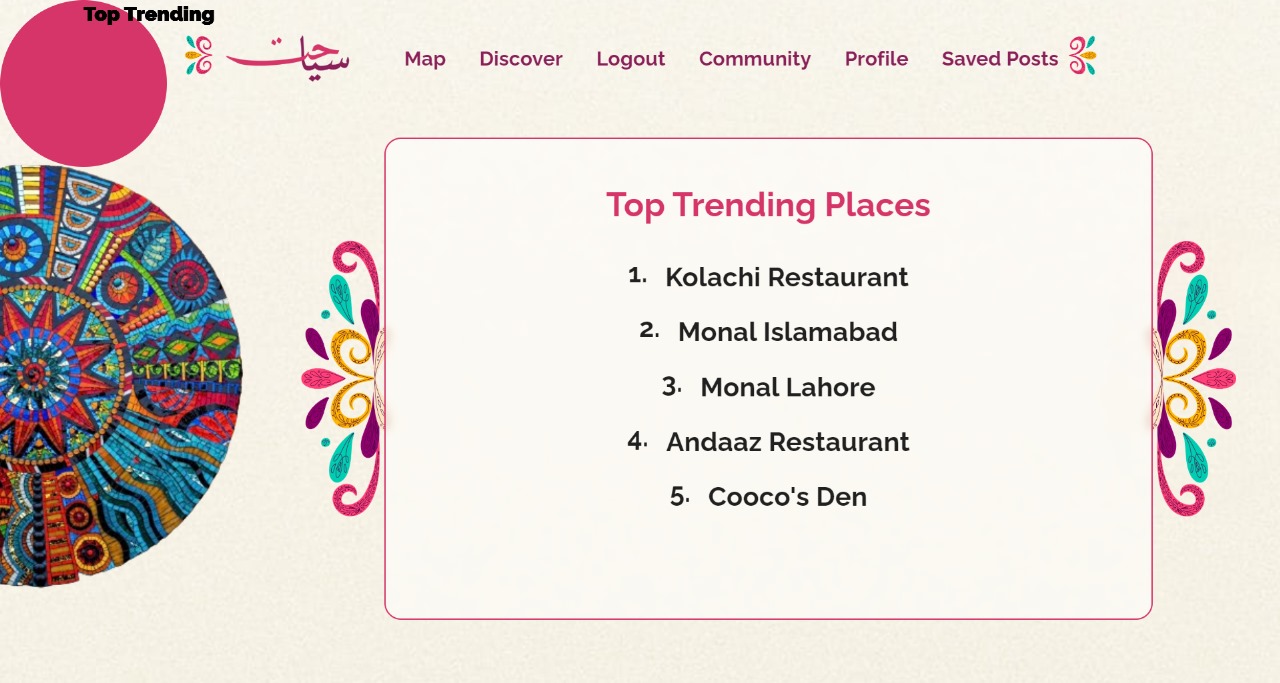 Top Trending
سیاحت
Map Discover Logout Community Profile Saved Posts
Top Trending Places
1. Kolachi Restaurant
2. Monal Islamabad
3. Monal Lahore
4. Andaaz Restaurant
5. Cooco's Den